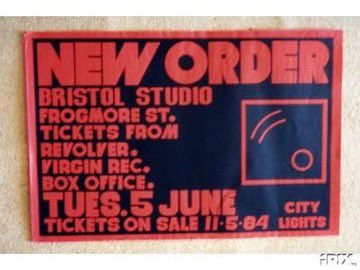 NEW ORDER
BRISTOL STUDIO
FROGMORE ST.
TICKETS FROM
REVOLVER.
VIRGIN REC.
BOX OFFICE.
TUES. 5 JUNE
TICKETS ON SALE 11·5·84
CITY
LIGHTS